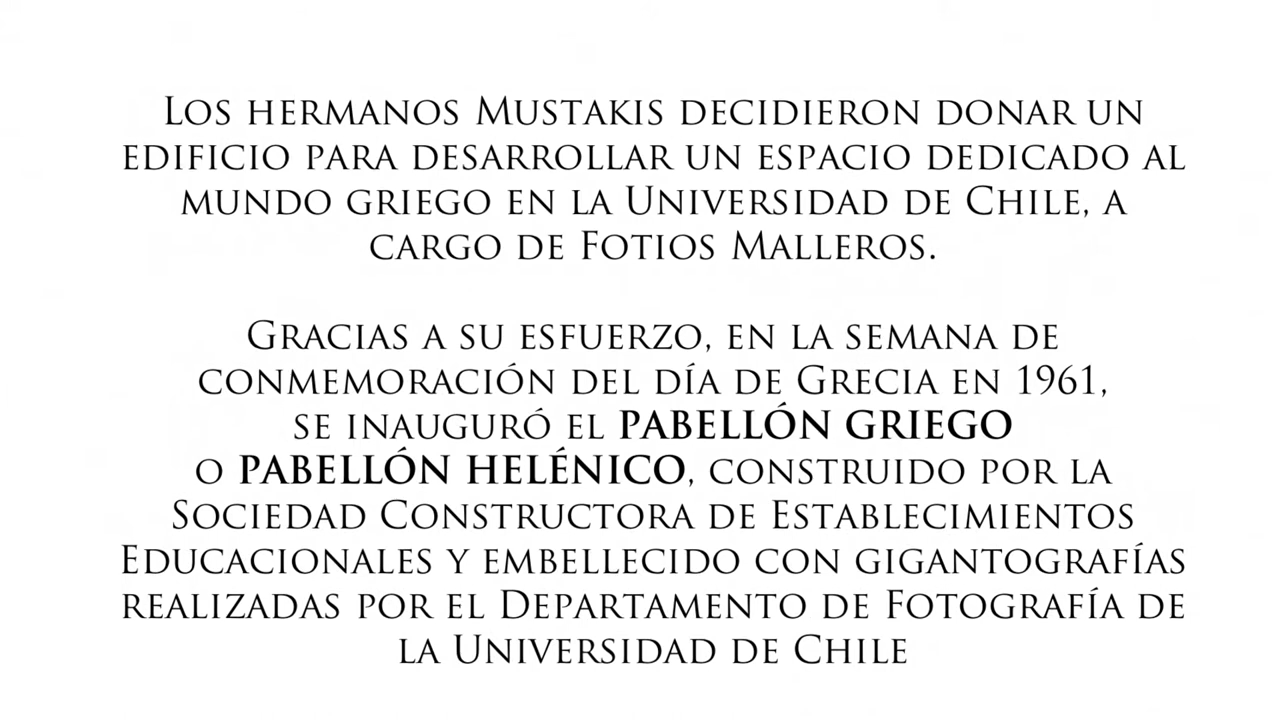 Los hermanos Mustakis decidieron donar un
edificio para desarrollar un espacio dedicado al
mundo griego en la Universidad de Chile, a
cargo de Fotios Malleros.
Gracias a su esfuerzo, en la semana de
conmemoración del día de Grecia en 1961,
se inauguró el PABELLÓN GRIEGO
o PABELLÓN HELÉNICO, construido por la
Sociedad Constructora de Establecimientos
Educacionales y embellecido con gigantografías
realizadas por el Departamento de Fotografía de
la Universidad de Chile